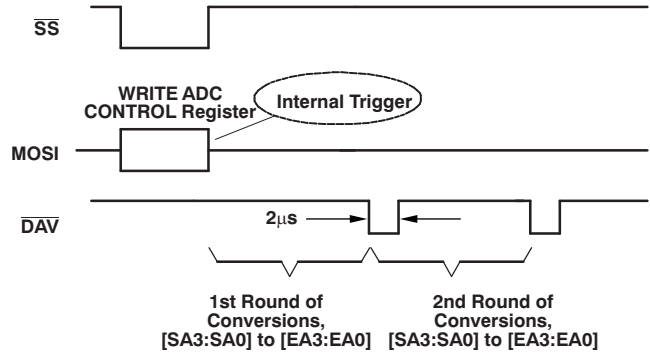 SS
WRITE ADC
CONTROL Register
Internal Trigger
MOSI
DAV
2μs
1st Round of
Conversions,
[SA3:SA0] to [EA3:EA0]
2nd Round of
Conversions,
[SA3:SA0] to [EA3:EA0]